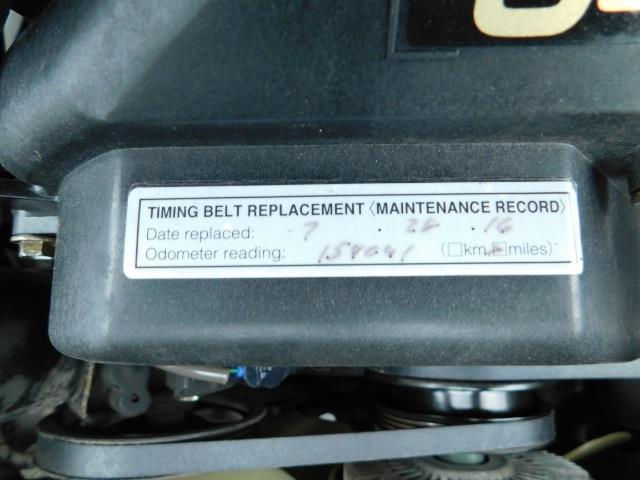 TIMING BELT REPLACEMENT (MAINTENANCE RECORD)
Date replaced: 7 . 28 . 16
Odometer reading: 154041 (☐km, ☒miles)